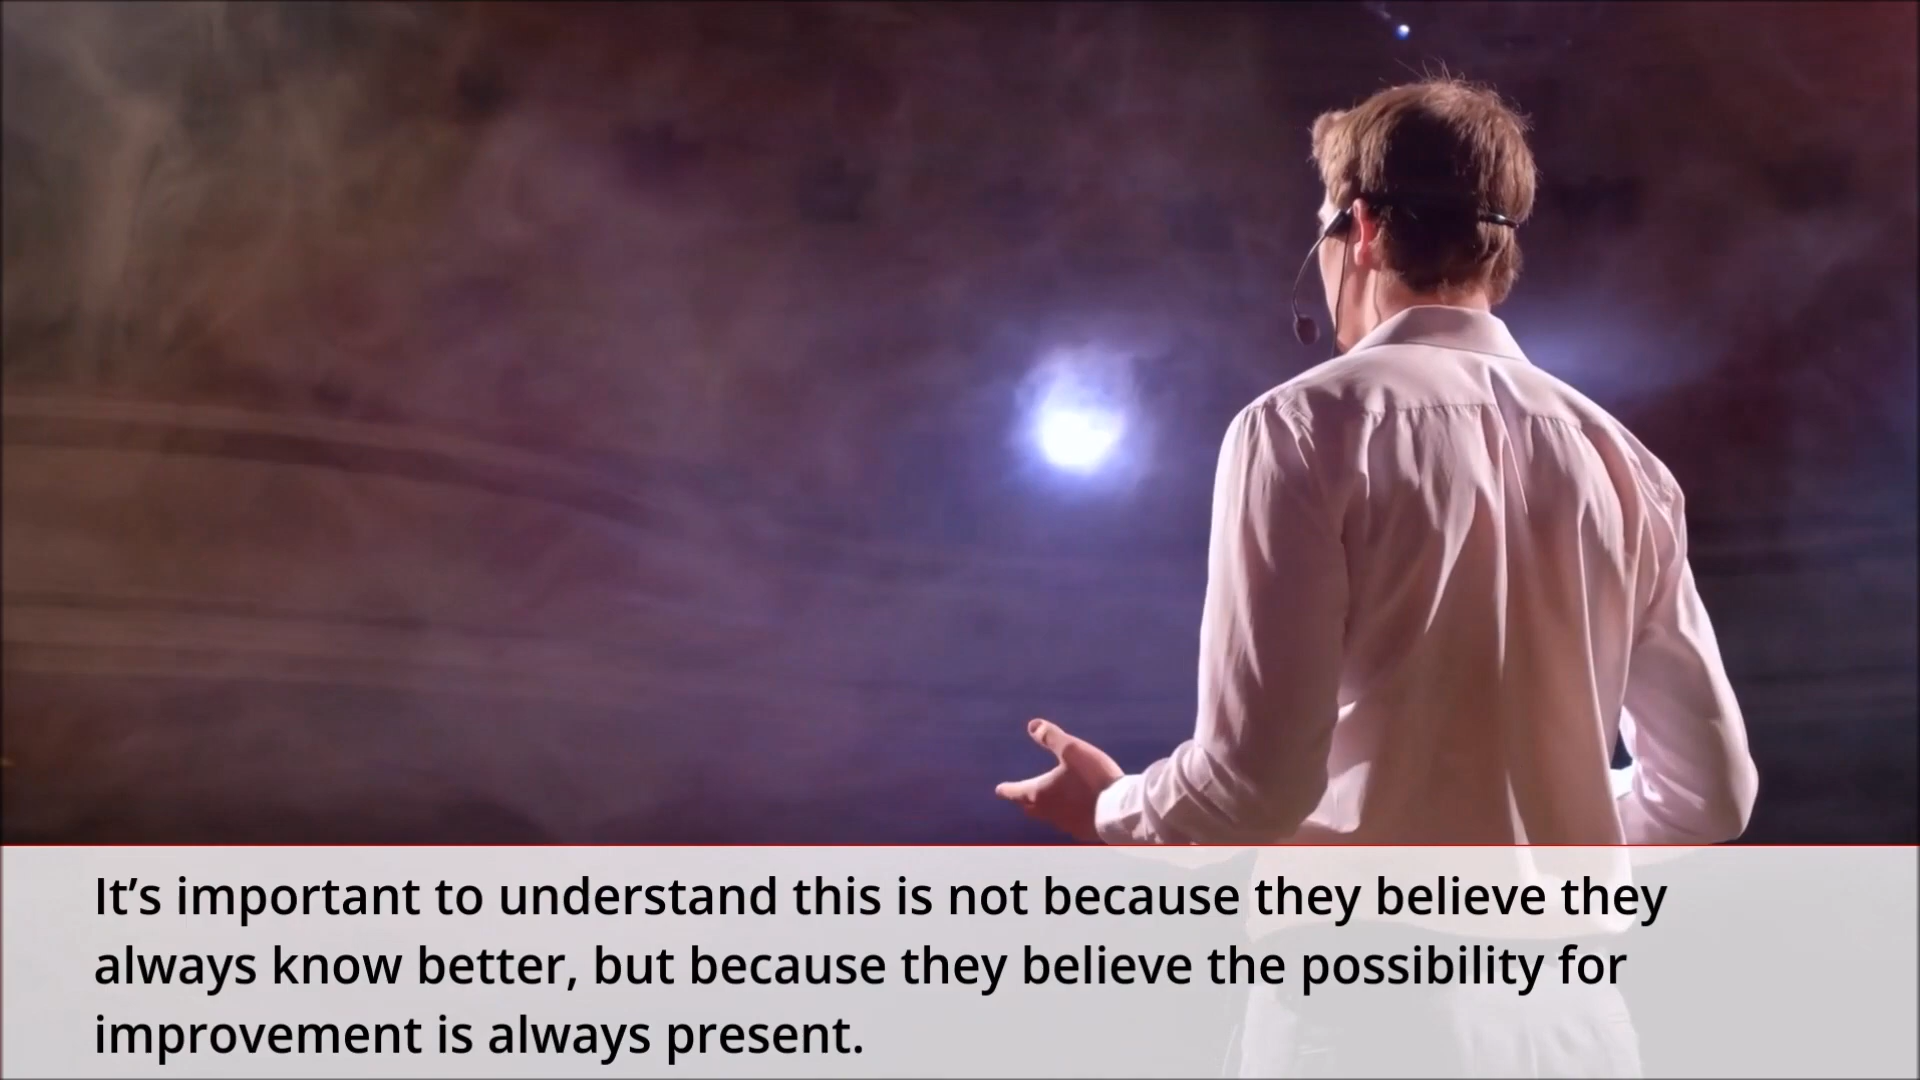 It’s important to understand this is not because they believe they
always know better, but because they believe the possibility for
improvement is always present.